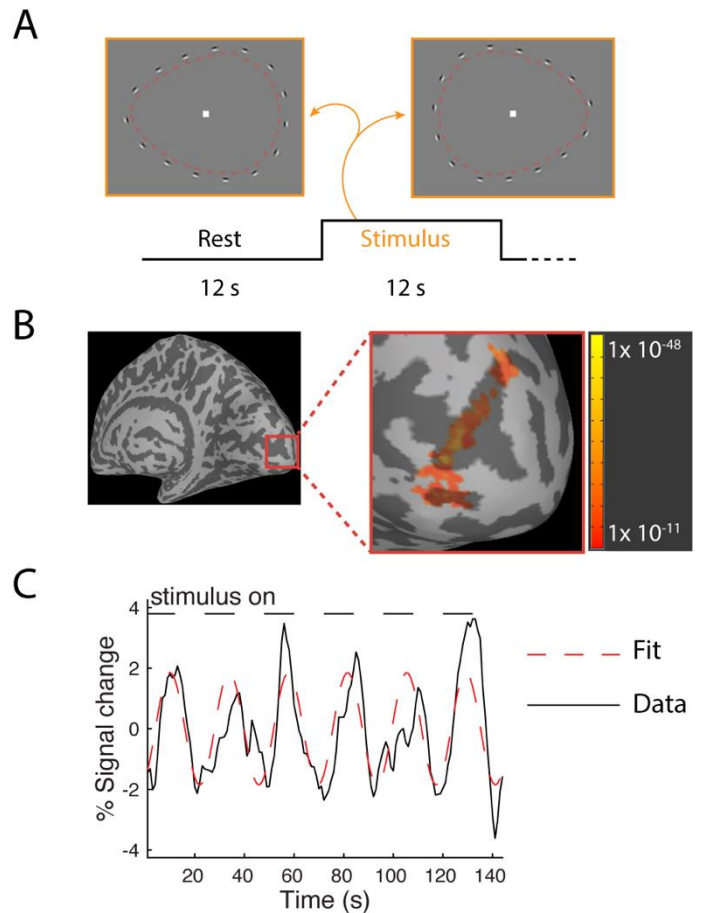 A
Rest
Stimulus
12 s
12 s
B
1x 10⁻⁴⁸
1x 10⁻¹¹
C
stimulus on
4
2
0
-2
-4
% Signal change
20
40
60
80
100
120
140
Time (s)
Fit
Data